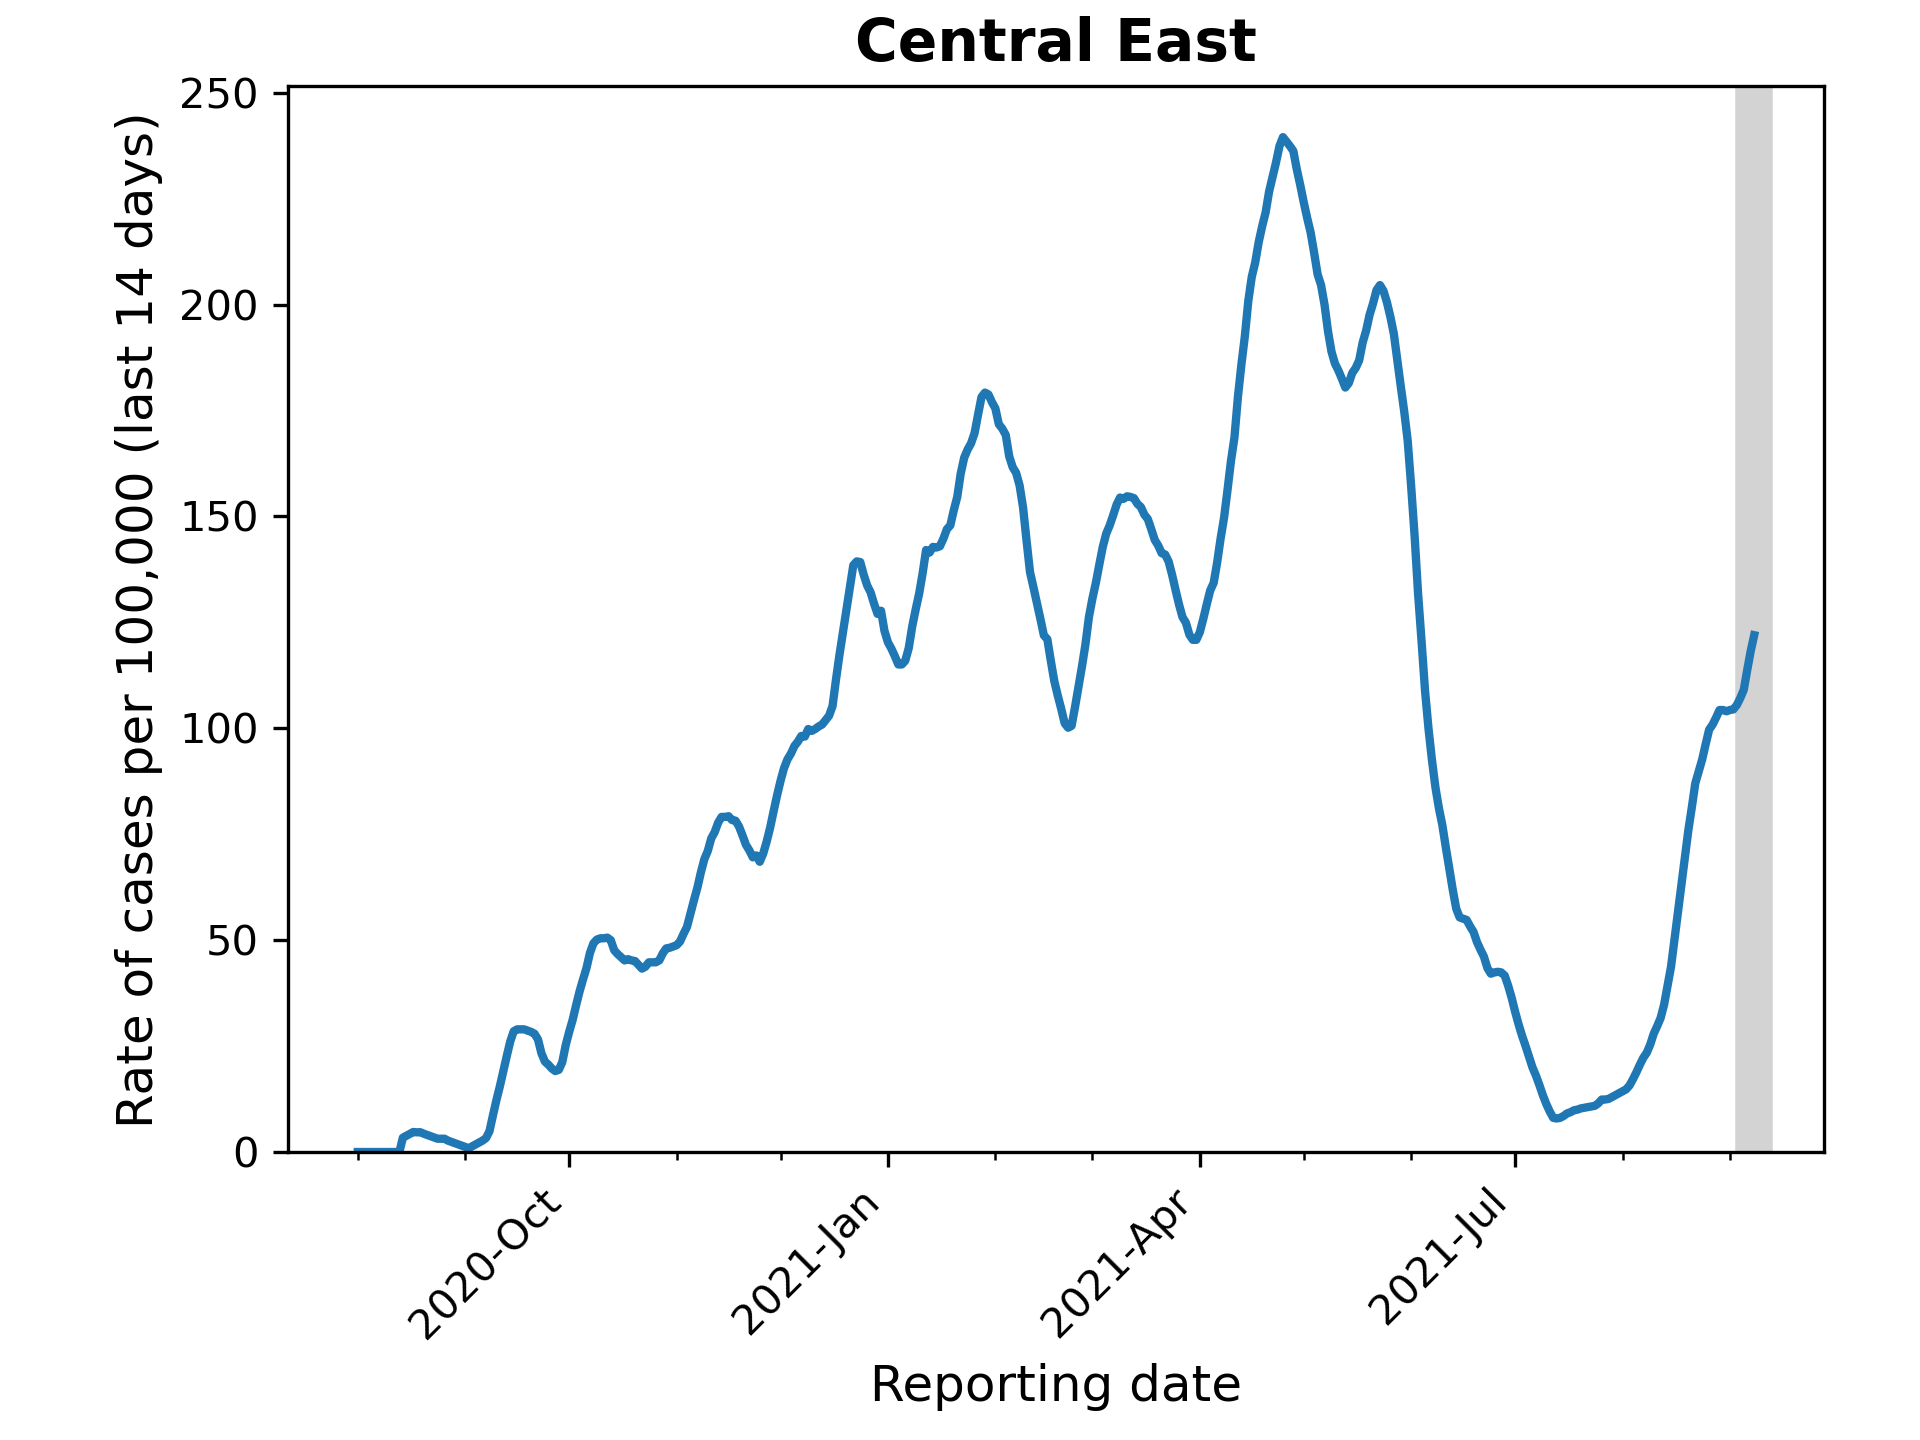 Central East
Rate of cases per 100,000 (last 14 days)
250
200
150
100
50
0
2020-Oct
2021-Jan
2021-Apr
2021-Jul
Reporting date